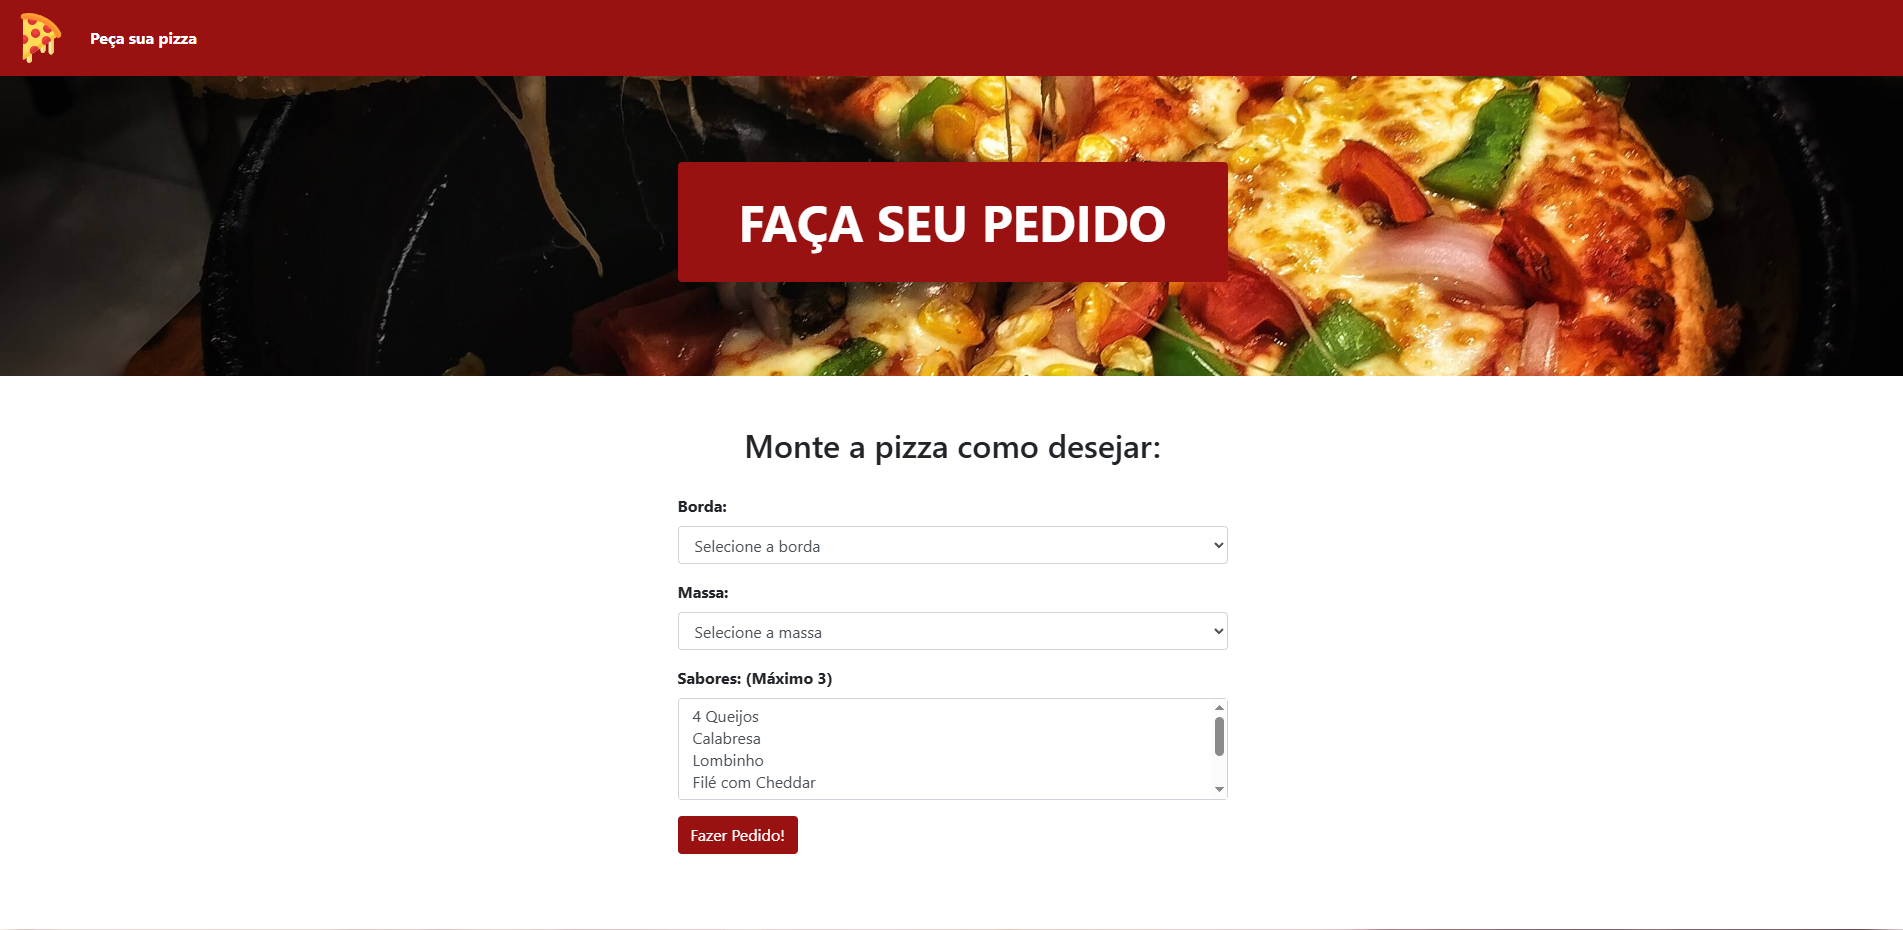 Peça sua pizza
FAÇA SEU PEDIDO
Monte a pizza como desejar:
Borda:
Selecione a borda
Massa:
Selecione a massa
Sabores: (Máximo 3)
4 Queijos
Calabresa
Lombinho
Filé com Cheddar
Fazer Pedido!